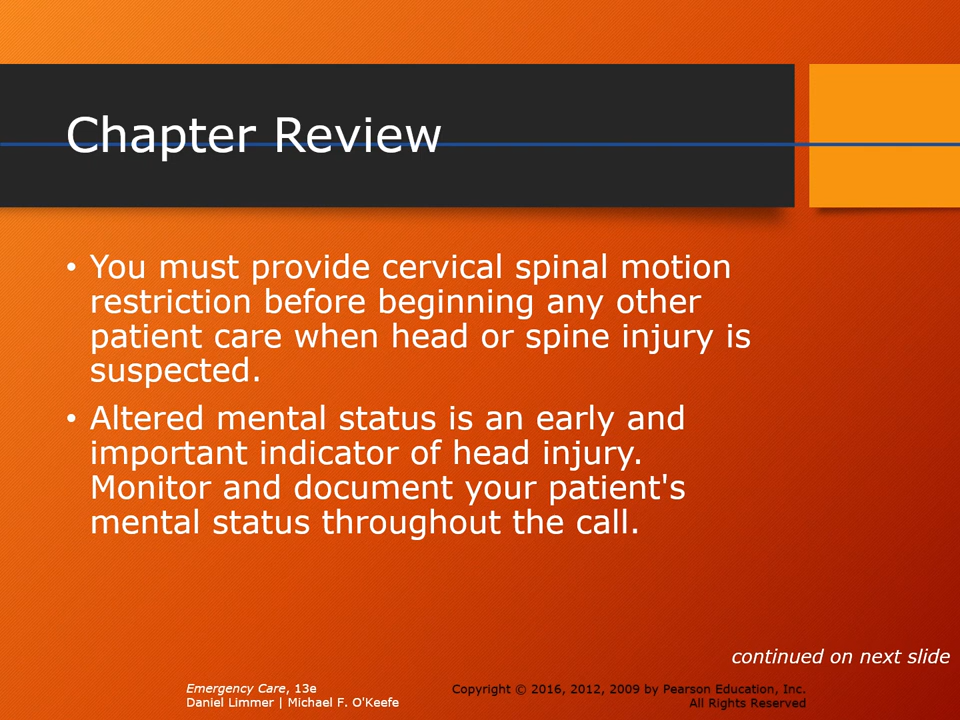 Chapter Review
• You must provide cervical spinal motion
restriction before beginning any other
patient care when head or spine injury is
suspected.
• Altered mental status is an early and
important indicator of head injury.
Monitor and document your patient's
mental status throughout the call.
continued on next slide
Emergency Care, 13e
Daniel Limmer | Michael F. O'Keefe
Copyright © 2016, 2012, 2009 by Pearson Education, Inc.
All Rights Reserved